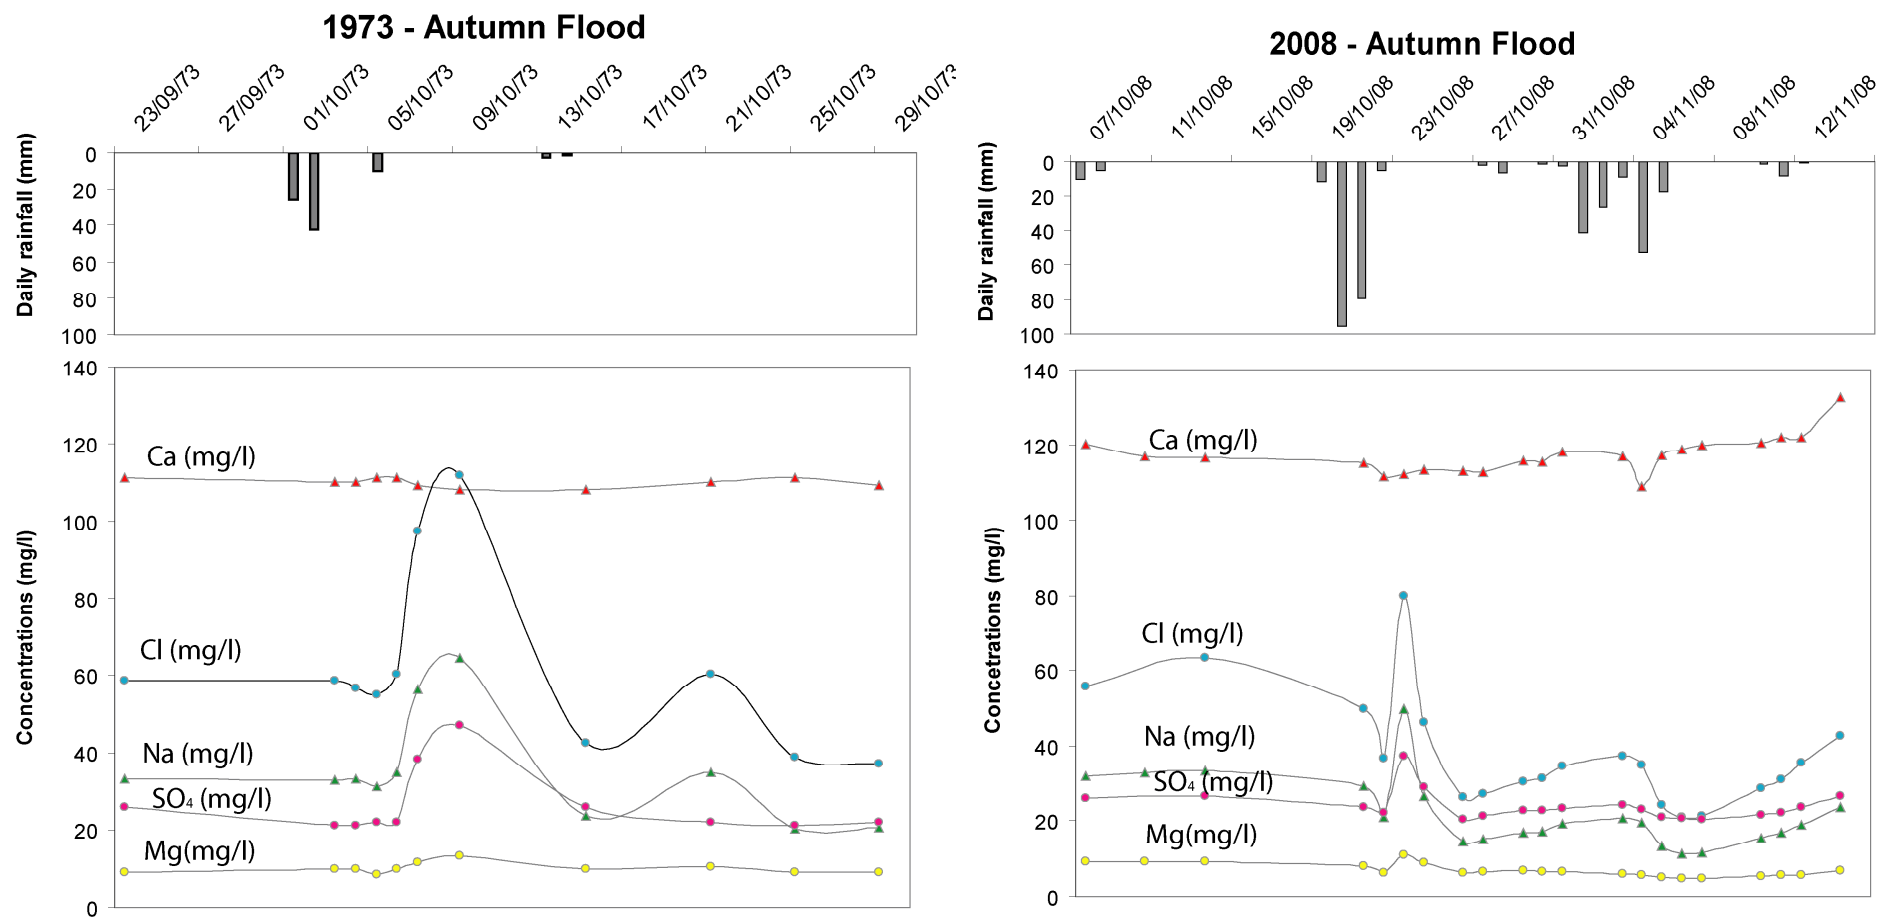 1973 - Autumn Flood
23/09/73 27/09/73 01/10/73 05/10/73 09/10/73 13/10/73 17/10/73 21/10/73 25/10/73 29/10/73
Daily rainfall (mm)
0
20
40
60
80
100
Concentrations (mg/l)
140
120
100
80
60
40
20
0
Ca (mg/l)
Cl (mg/l)
Na (mg/l)
SO4 (mg/l)
Mg(mg/l)
2008 - Autumn Flood
07/10/08 11/10/08 15/10/08 19/10/08 23/10/08 27/10/08 31/10/08 04/11/08 08/11/08 12/11/08
Daily rainfall (mm)
0
20
40
60
80
100
Concetrations (mg/l)
140
120
100
80
60
40
20
0
Ca (mg/l)
Cl (mg/l)
Na (mg/l)
SO4 (mg/l)
Mg(mg/l)